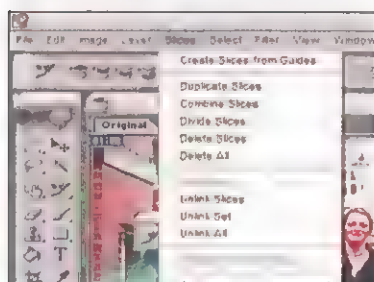 File Edit Image Layer Slices Select Filter View Window
Create Slices from Guides
Duplicate Slices
Combine Slices
Divide Slices
Delete Slices
Delete All
Original
Unlink Slices
Unlink Set
Unlink All